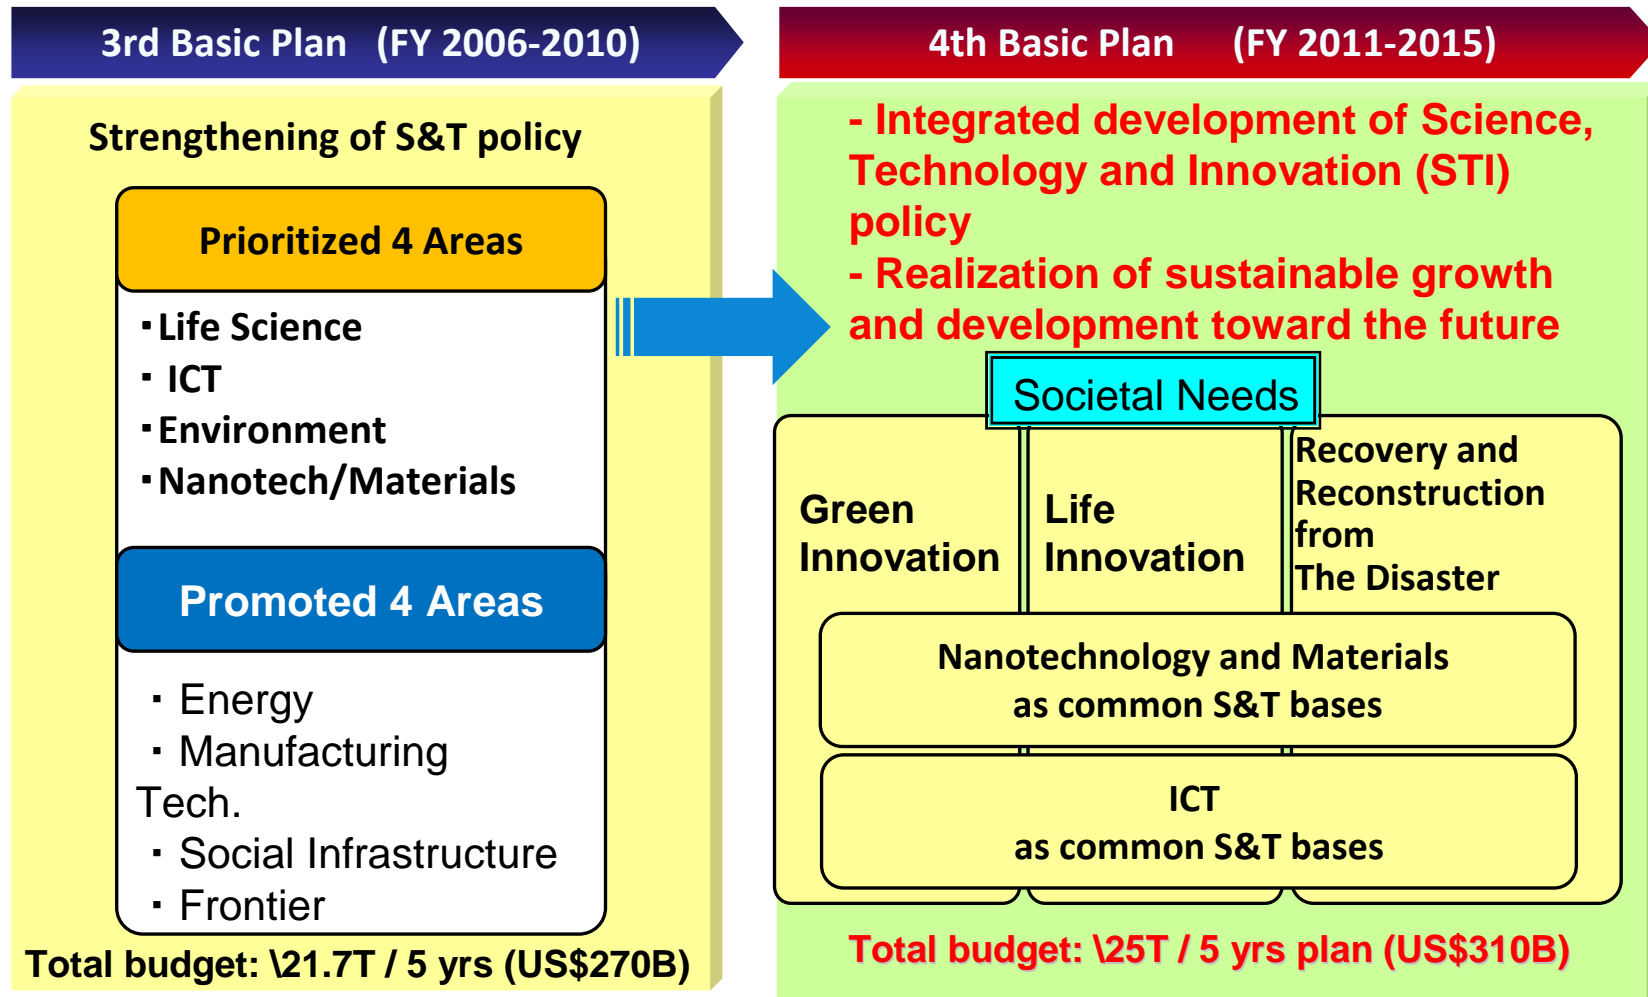 3rd Basic Plan (FY 2006-2010)
Strengthening of S&T policy
Prioritized 4 Areas
・Life Science
・ ICT
・Environment
・Nanotech/Materials
Promoted 4 Areas
・Energy
・Manufacturing
Tech.
・Social Infrastructure
・Frontier
Total budget: \21.7T / 5 yrs (US$270B)
4th Basic Plan (FY 2011-2015)
- Integrated development of Science,
Technology and Innovation (STI)
policy
- Realization of sustainable growth
and development toward the future
Societal Needs
Green
Innovation
Life
Innovation
Recovery and
Reconstruction
from
The Disaster
Nanotechnology and Materials
as common S&T bases
ICT
as common S&T bases
Total budget: \25T / 5 yrs plan (US$310B)